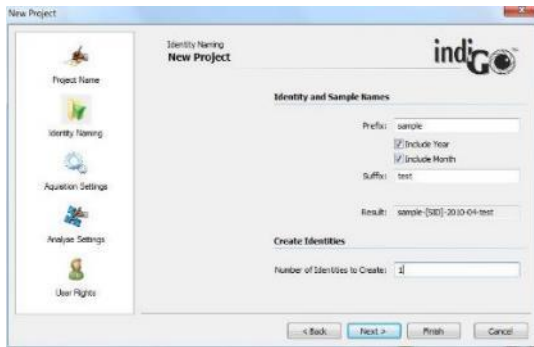 New Project
Identity Naming
New Project
indiGO™
Project Name
Identity Naming
Aquistion Settings
Analyse Settings
User Rights
Identity and Sample Names
Prefix: sample
Include Year
Include Month
Suffix: test
Result: sample-[SID]-2010-04-test
Create Identities
Number of Identities to Create: 1
< Back Next > Finish Cancel